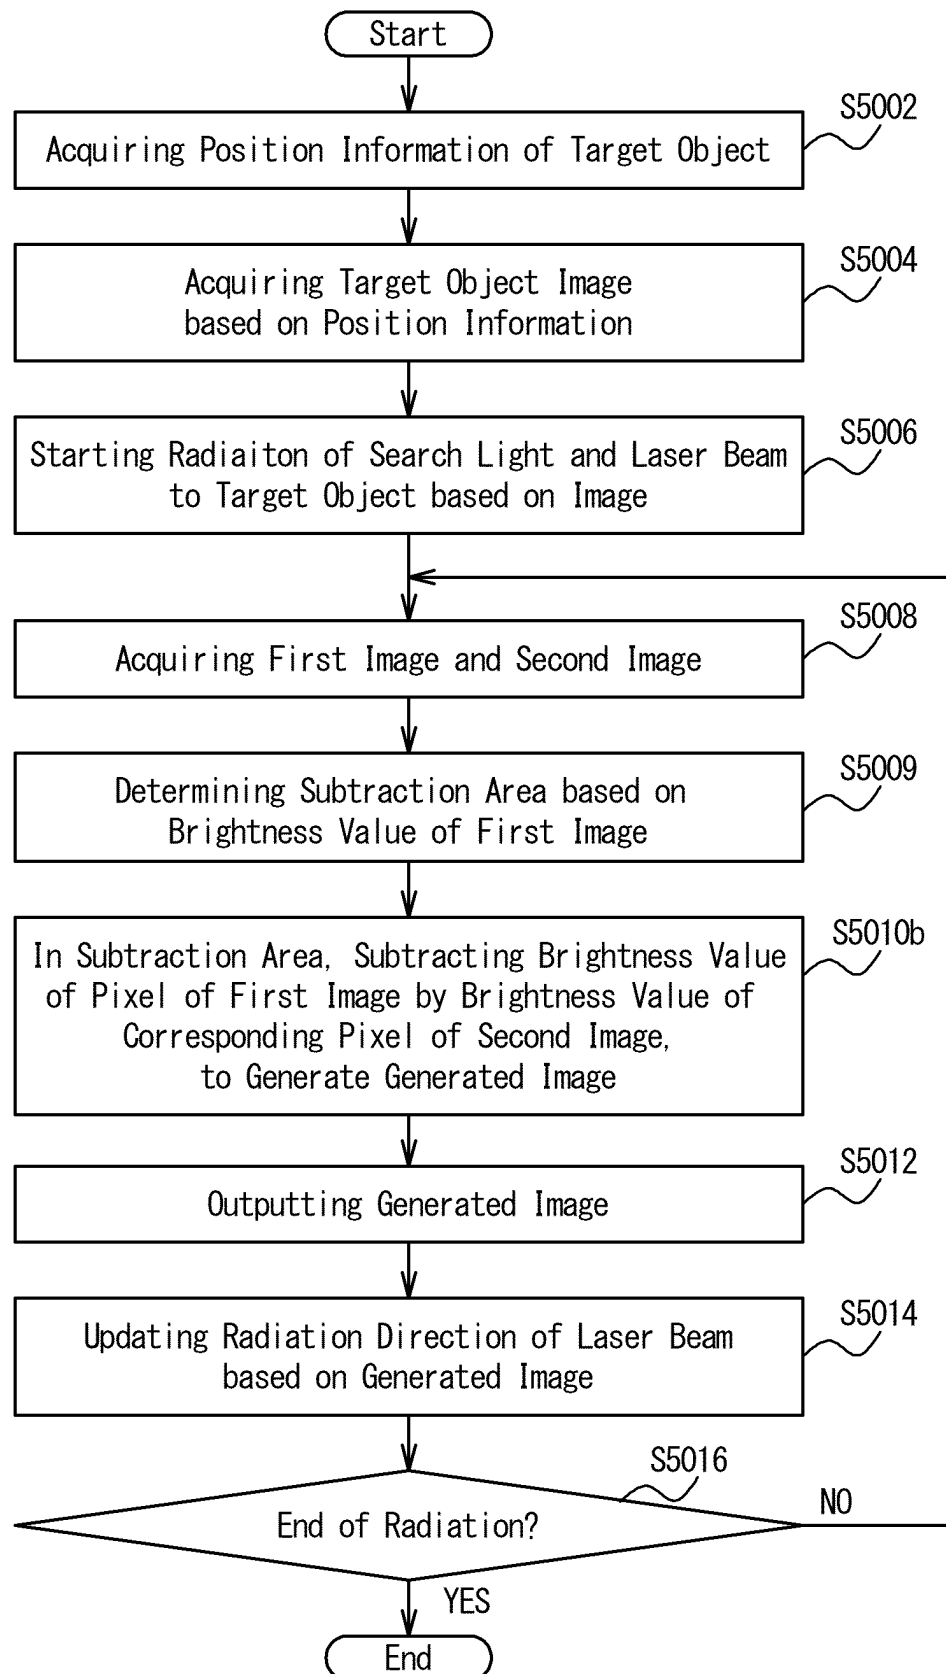 Start
S5002
Acquiring Position Information of Target Object
S5004
Acquiring Target Object Image
based on Position Information
S5006
Starting Radiaiton of Search Light and Laser Beam
to Target Object based on Image
S5008
Acquiring First Image and Second Image
S5009
Determining Subtraction Area based on
Brightness Value of First Image
S5010b
In Subtraction Area, Subtracting Brightness Value
of Pixel of First Image by Brightness Value of
Corresponding Pixel of Second Image,
to Generate Generated Image
S5012
Outputting Generated Image
S5014
Updating Radiation Direction of Laser Beam
based on Generated Image
S5016
NO
End of Radiation?
YES
End